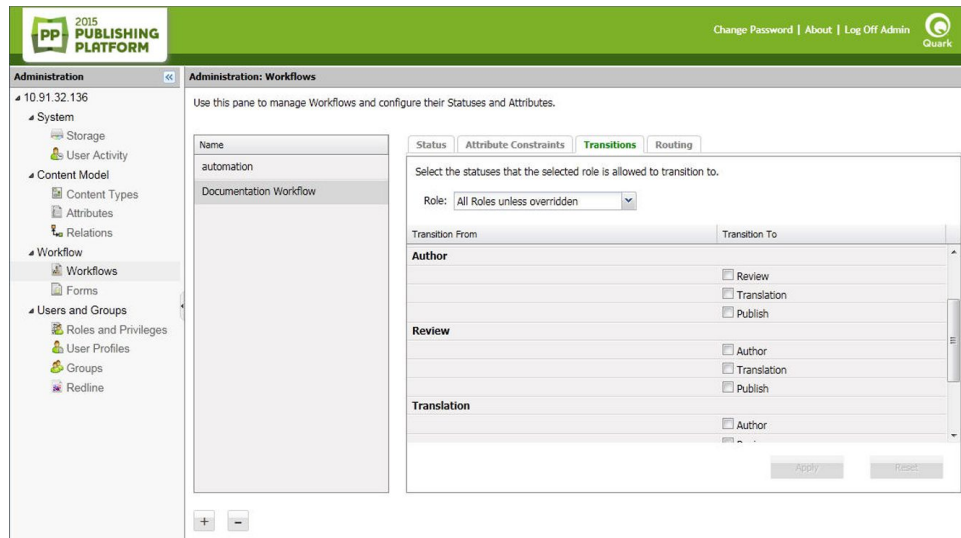 2015
PP PUBLISHING
PLATFORM
Change Password | About | Log Off Admin
Quark
Administration
Administration: Workflows
10.91.32.136
System
Storage
User Activity
Content Model
Content Types
Attributes
Relations
Workflow
Workflows
Forms
Users and Groups
Roles and Privileges
User Profiles
Groups
Redline
Use this pane to manage Workflows and configure their Statuses and Attributes.
Name
automation
Documentation Workflow
Status Attribute Constraints Transitions Routing
Select the statuses that the selected role is allowed to transition to.
Role: All Roles unless overridden
Transition From Transition To
Author
Review
Translation
Publish
Review
Author
Translation
Publish
Translation
Author
Apply Reset
+ -